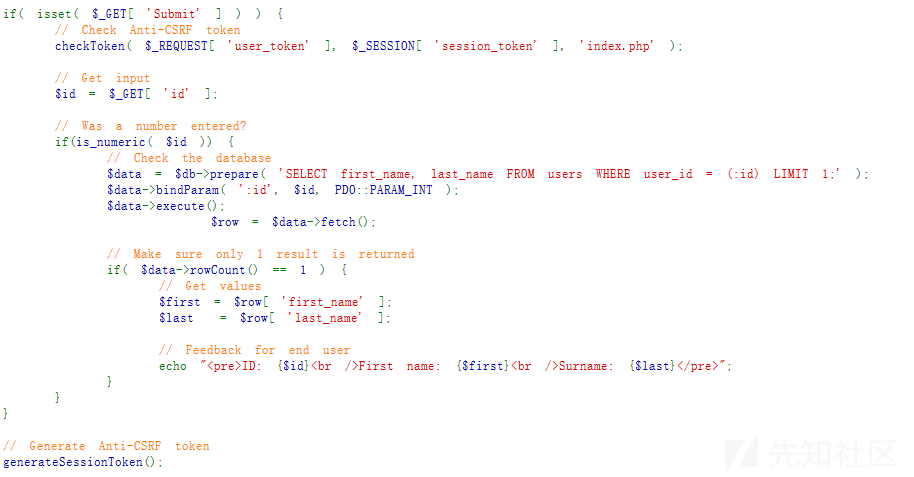 if( isset( $_GET[ 'Submit' ] ) ) {
        // Check Anti-CSRF token
        checkToken( $_REQUEST[ 'user_token' ], $_SESSION[ 'session_token' ], 'index.php' );

        // Get input
        $id = $_GET[ 'id' ];

        // Was a number entered?
        if(is_numeric( $id )) {
                // Check the database
                $data = $db->prepare( 'SELECT first_name, last_name FROM users WHERE user_id = (:id) LIMIT 1;' );
                $data->bindParam( ':id', $id, PDO::PARAM_INT );
                $data->execute();
                                $row = $data->fetch();

                // Make sure only 1 result is returned
                if( $data->rowCount() == 1 ) {
                        // Get values
                        $first = $row[ 'first_name' ];
                        $last  = $row[ 'last_name' ];

                        // Feedback for end user
                        echo "<pre>ID: {$id}<br />First name: {$first}<br />Surname: {$last}</pre>";
                }
        }
}

// Generate Anti-CSRF token
generateSessionToken();
先知社区